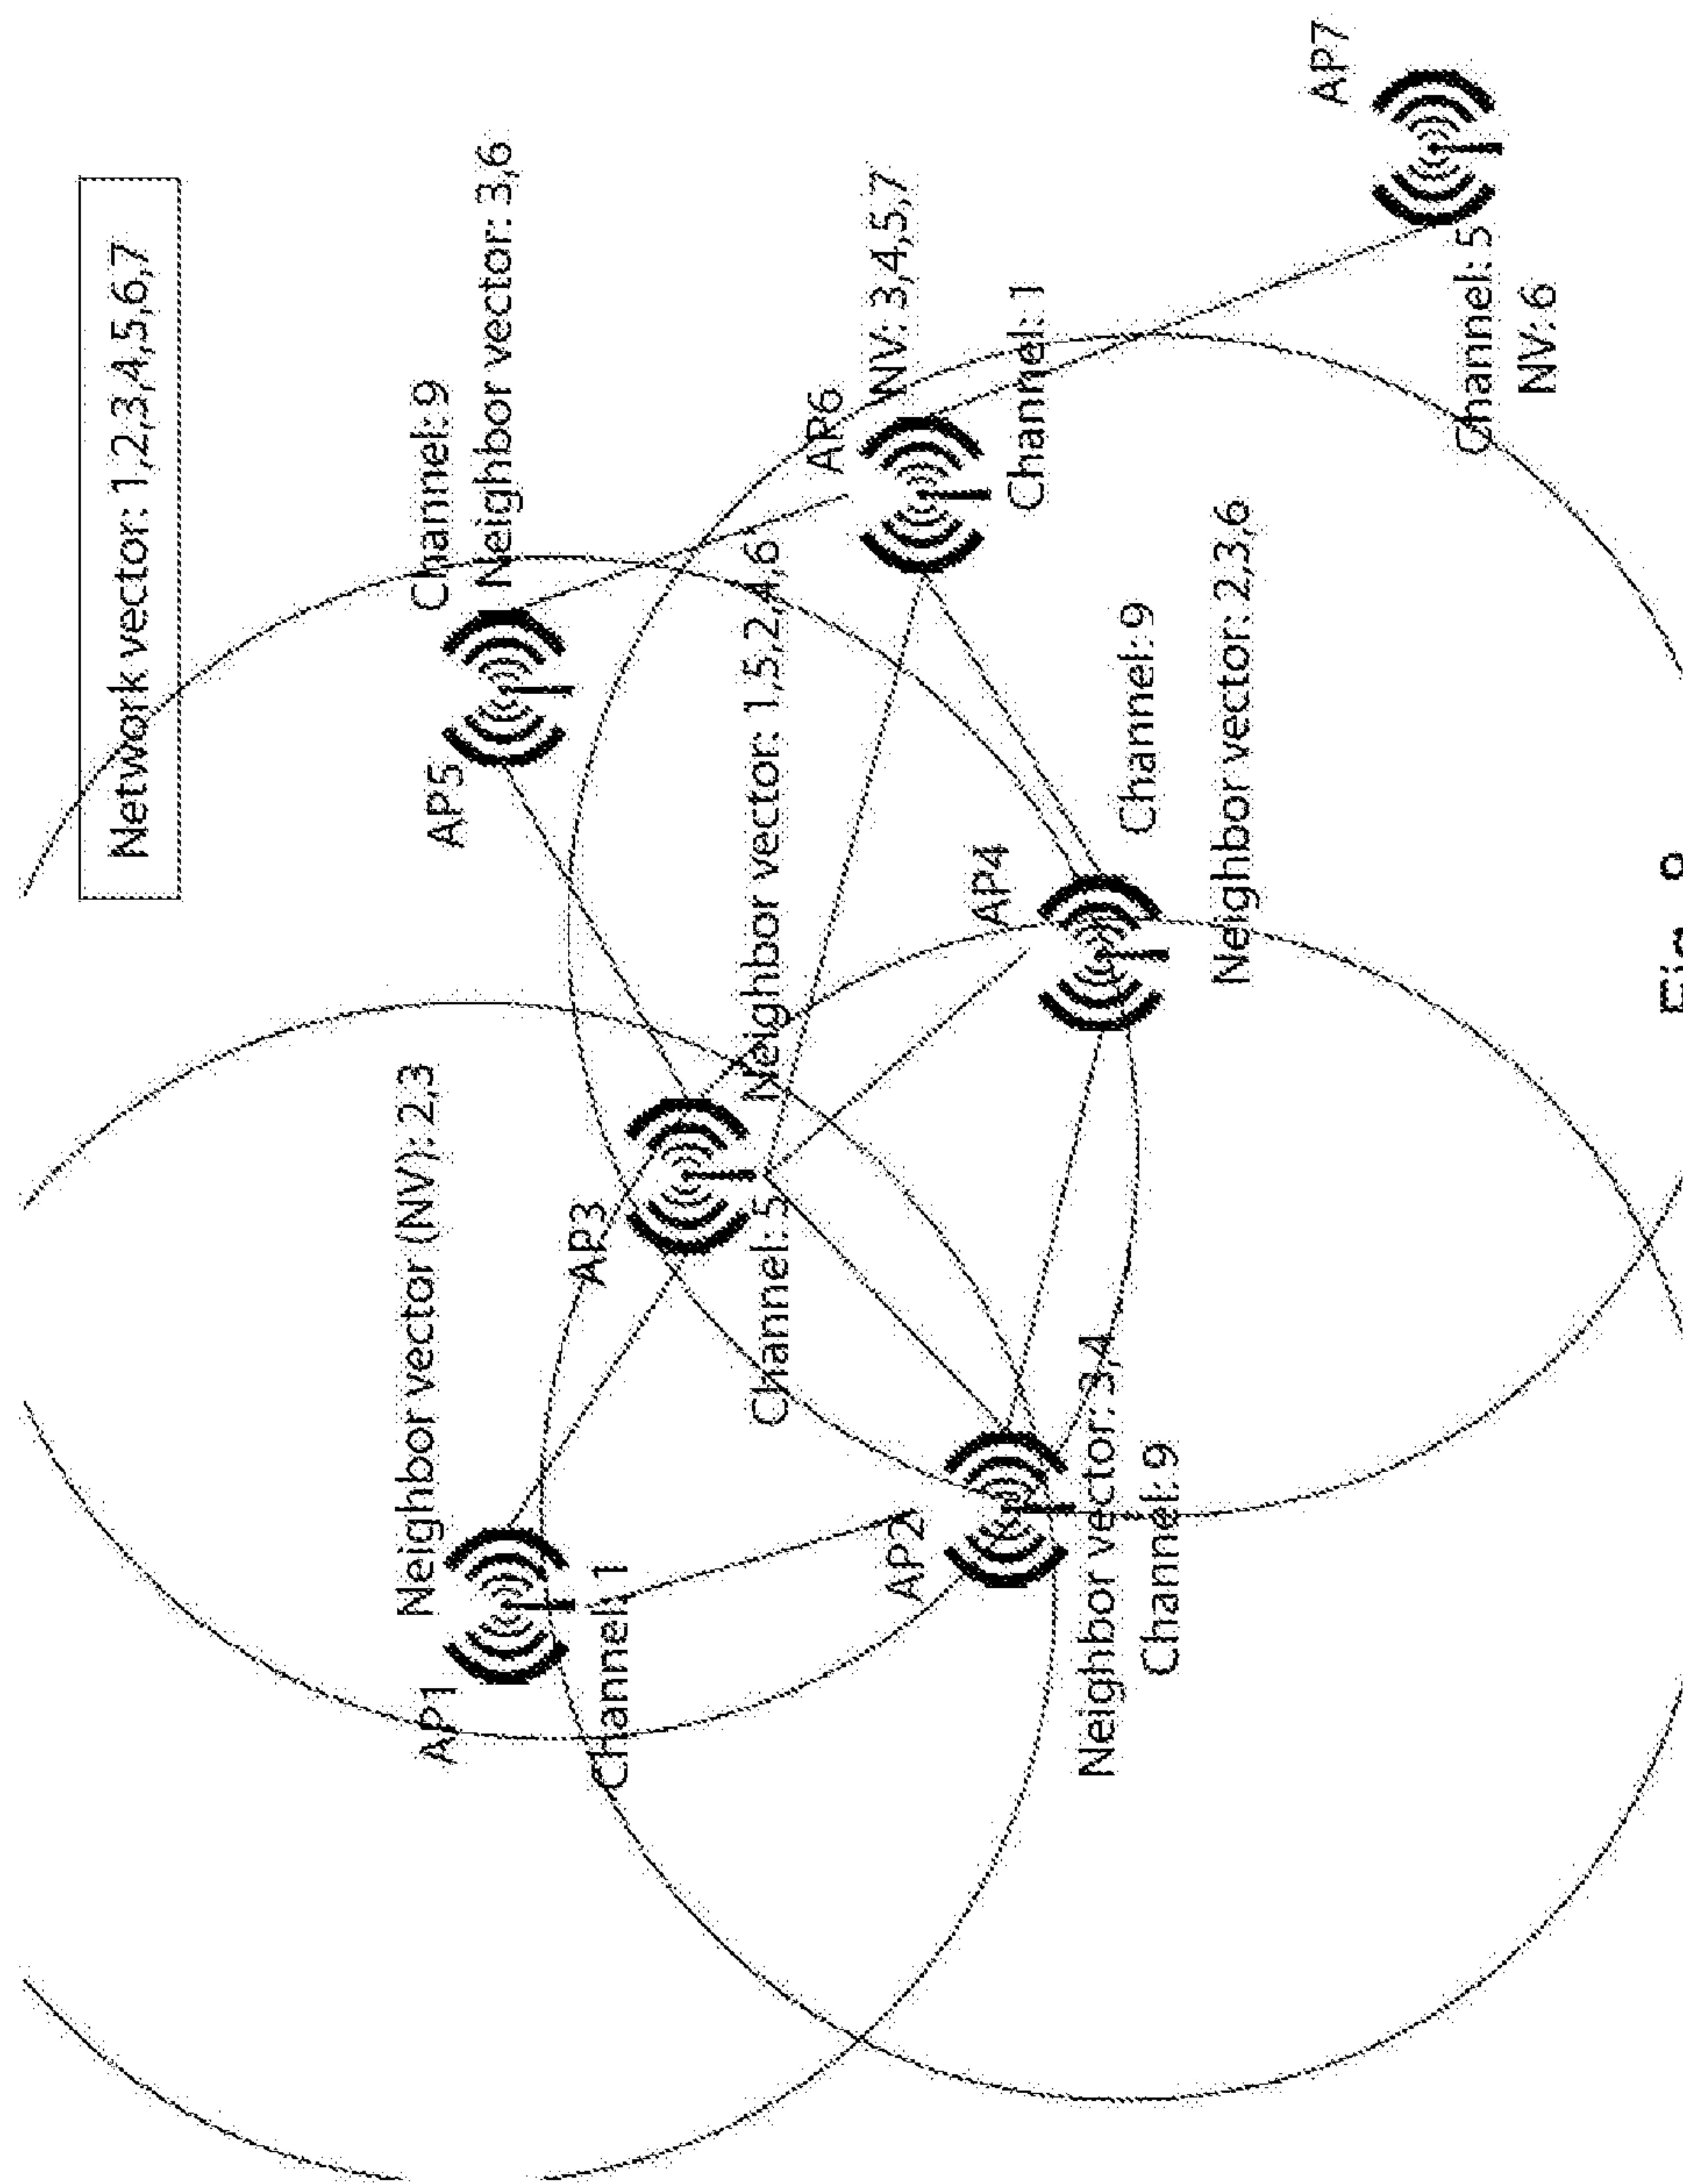 Network vector: 1,2,3,4,5,6,7
AP1
Neighbor vector (NV): 2,3
Channel: 1
AP5
Channel: 9
Neighbor vector: 3,6
AP3
Channel: 5
Neighbor vector: 1,5,2,4,6
AP6
NV: 3,4,5,7
Channel: 1
AP2
Neighbor vector: 3,4
Channel: 9
AP4
Channel: 9
Neighbor vector: 2,3,6
AP7
Channel: 5
NV: 6